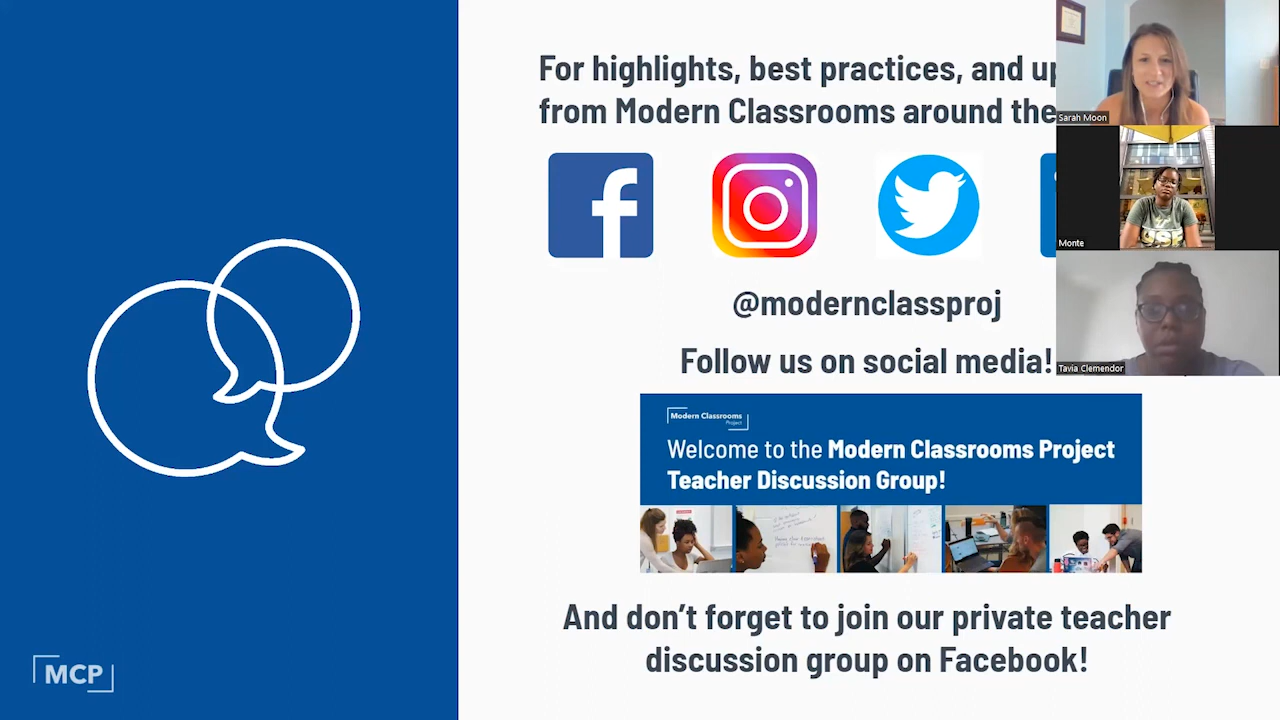 For highlights, best practices, and up
from Modern Classrooms around the
@modernclassproj
Follow us on social media!
Modern Classrooms
Project
Welcome to the Modern Classrooms Project
Teacher Discussion Group!
And don't forget to join our private teacher
discussion group on Facebook!
MCP
Sarah Moon
Monte
Tavia Clemendor